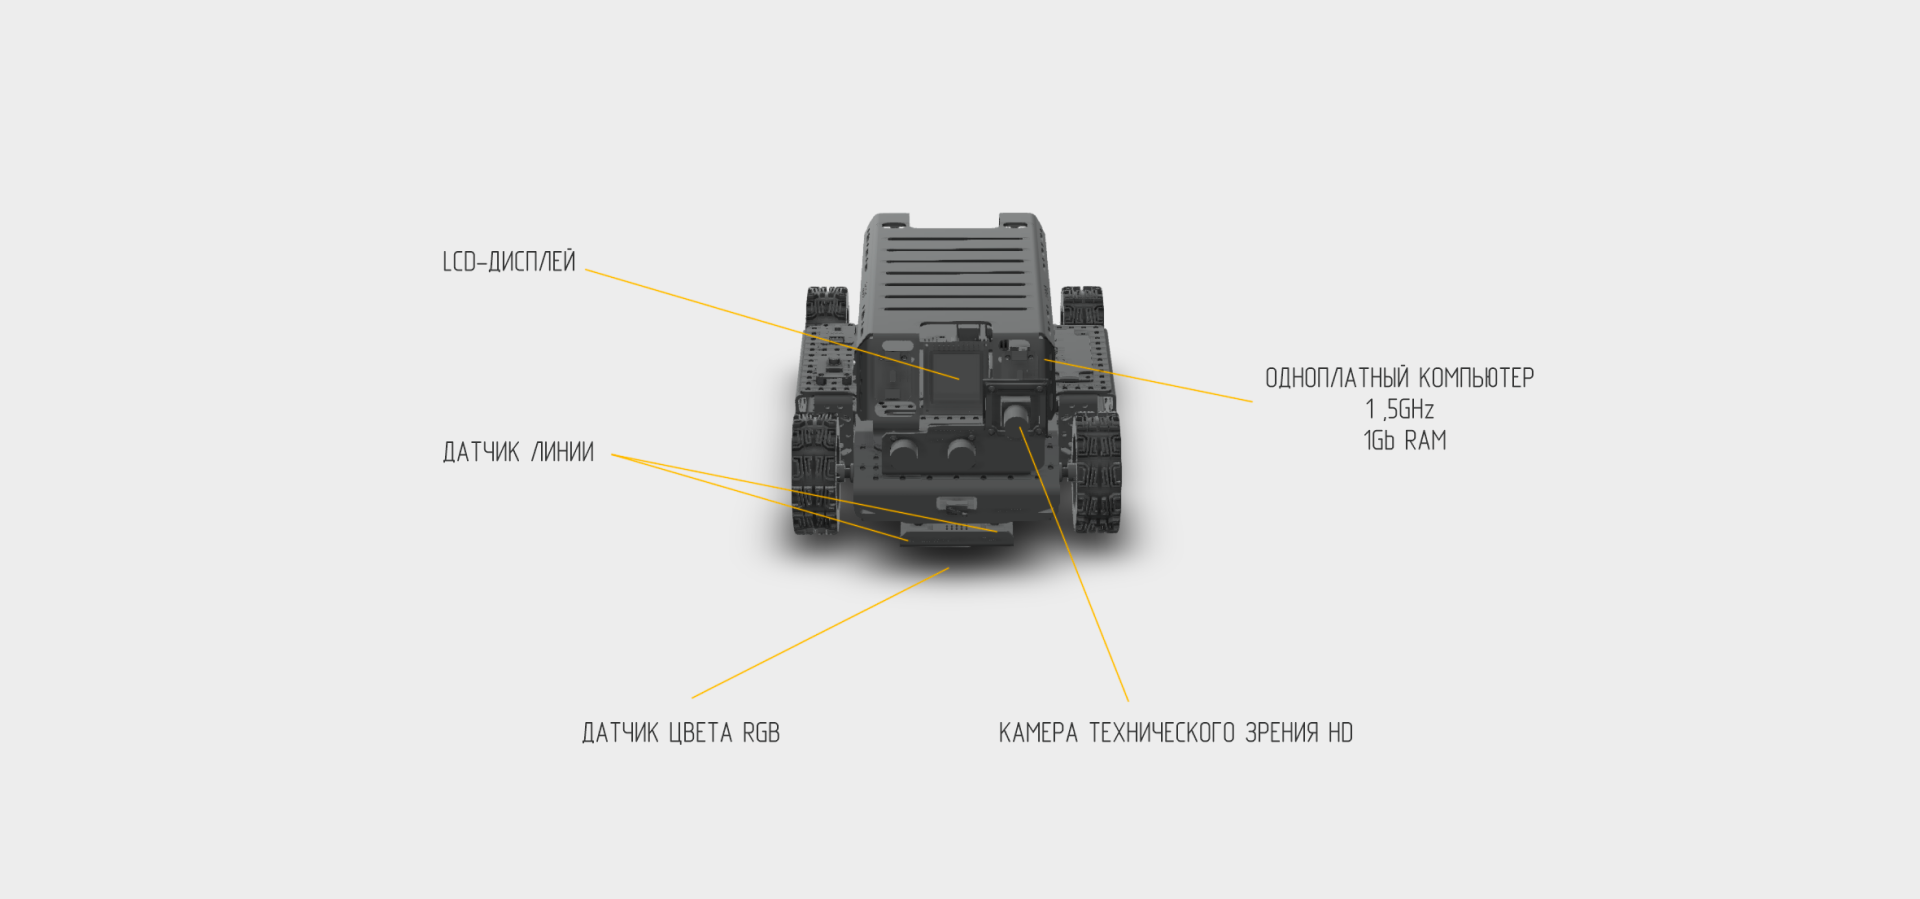 LCD-ДИСПЛЕЙ
ОДНОПЛАТНЫЙ КОМПЬЮТЕР
1 ,5GHz
1Gb RAM
ДАТЧИК ЛИНИИ
ДАТЧИК ЦВЕТА RGB
КАМЕРА ТЕХНИЧЕСКОГО ЗРЕНИЯ HD